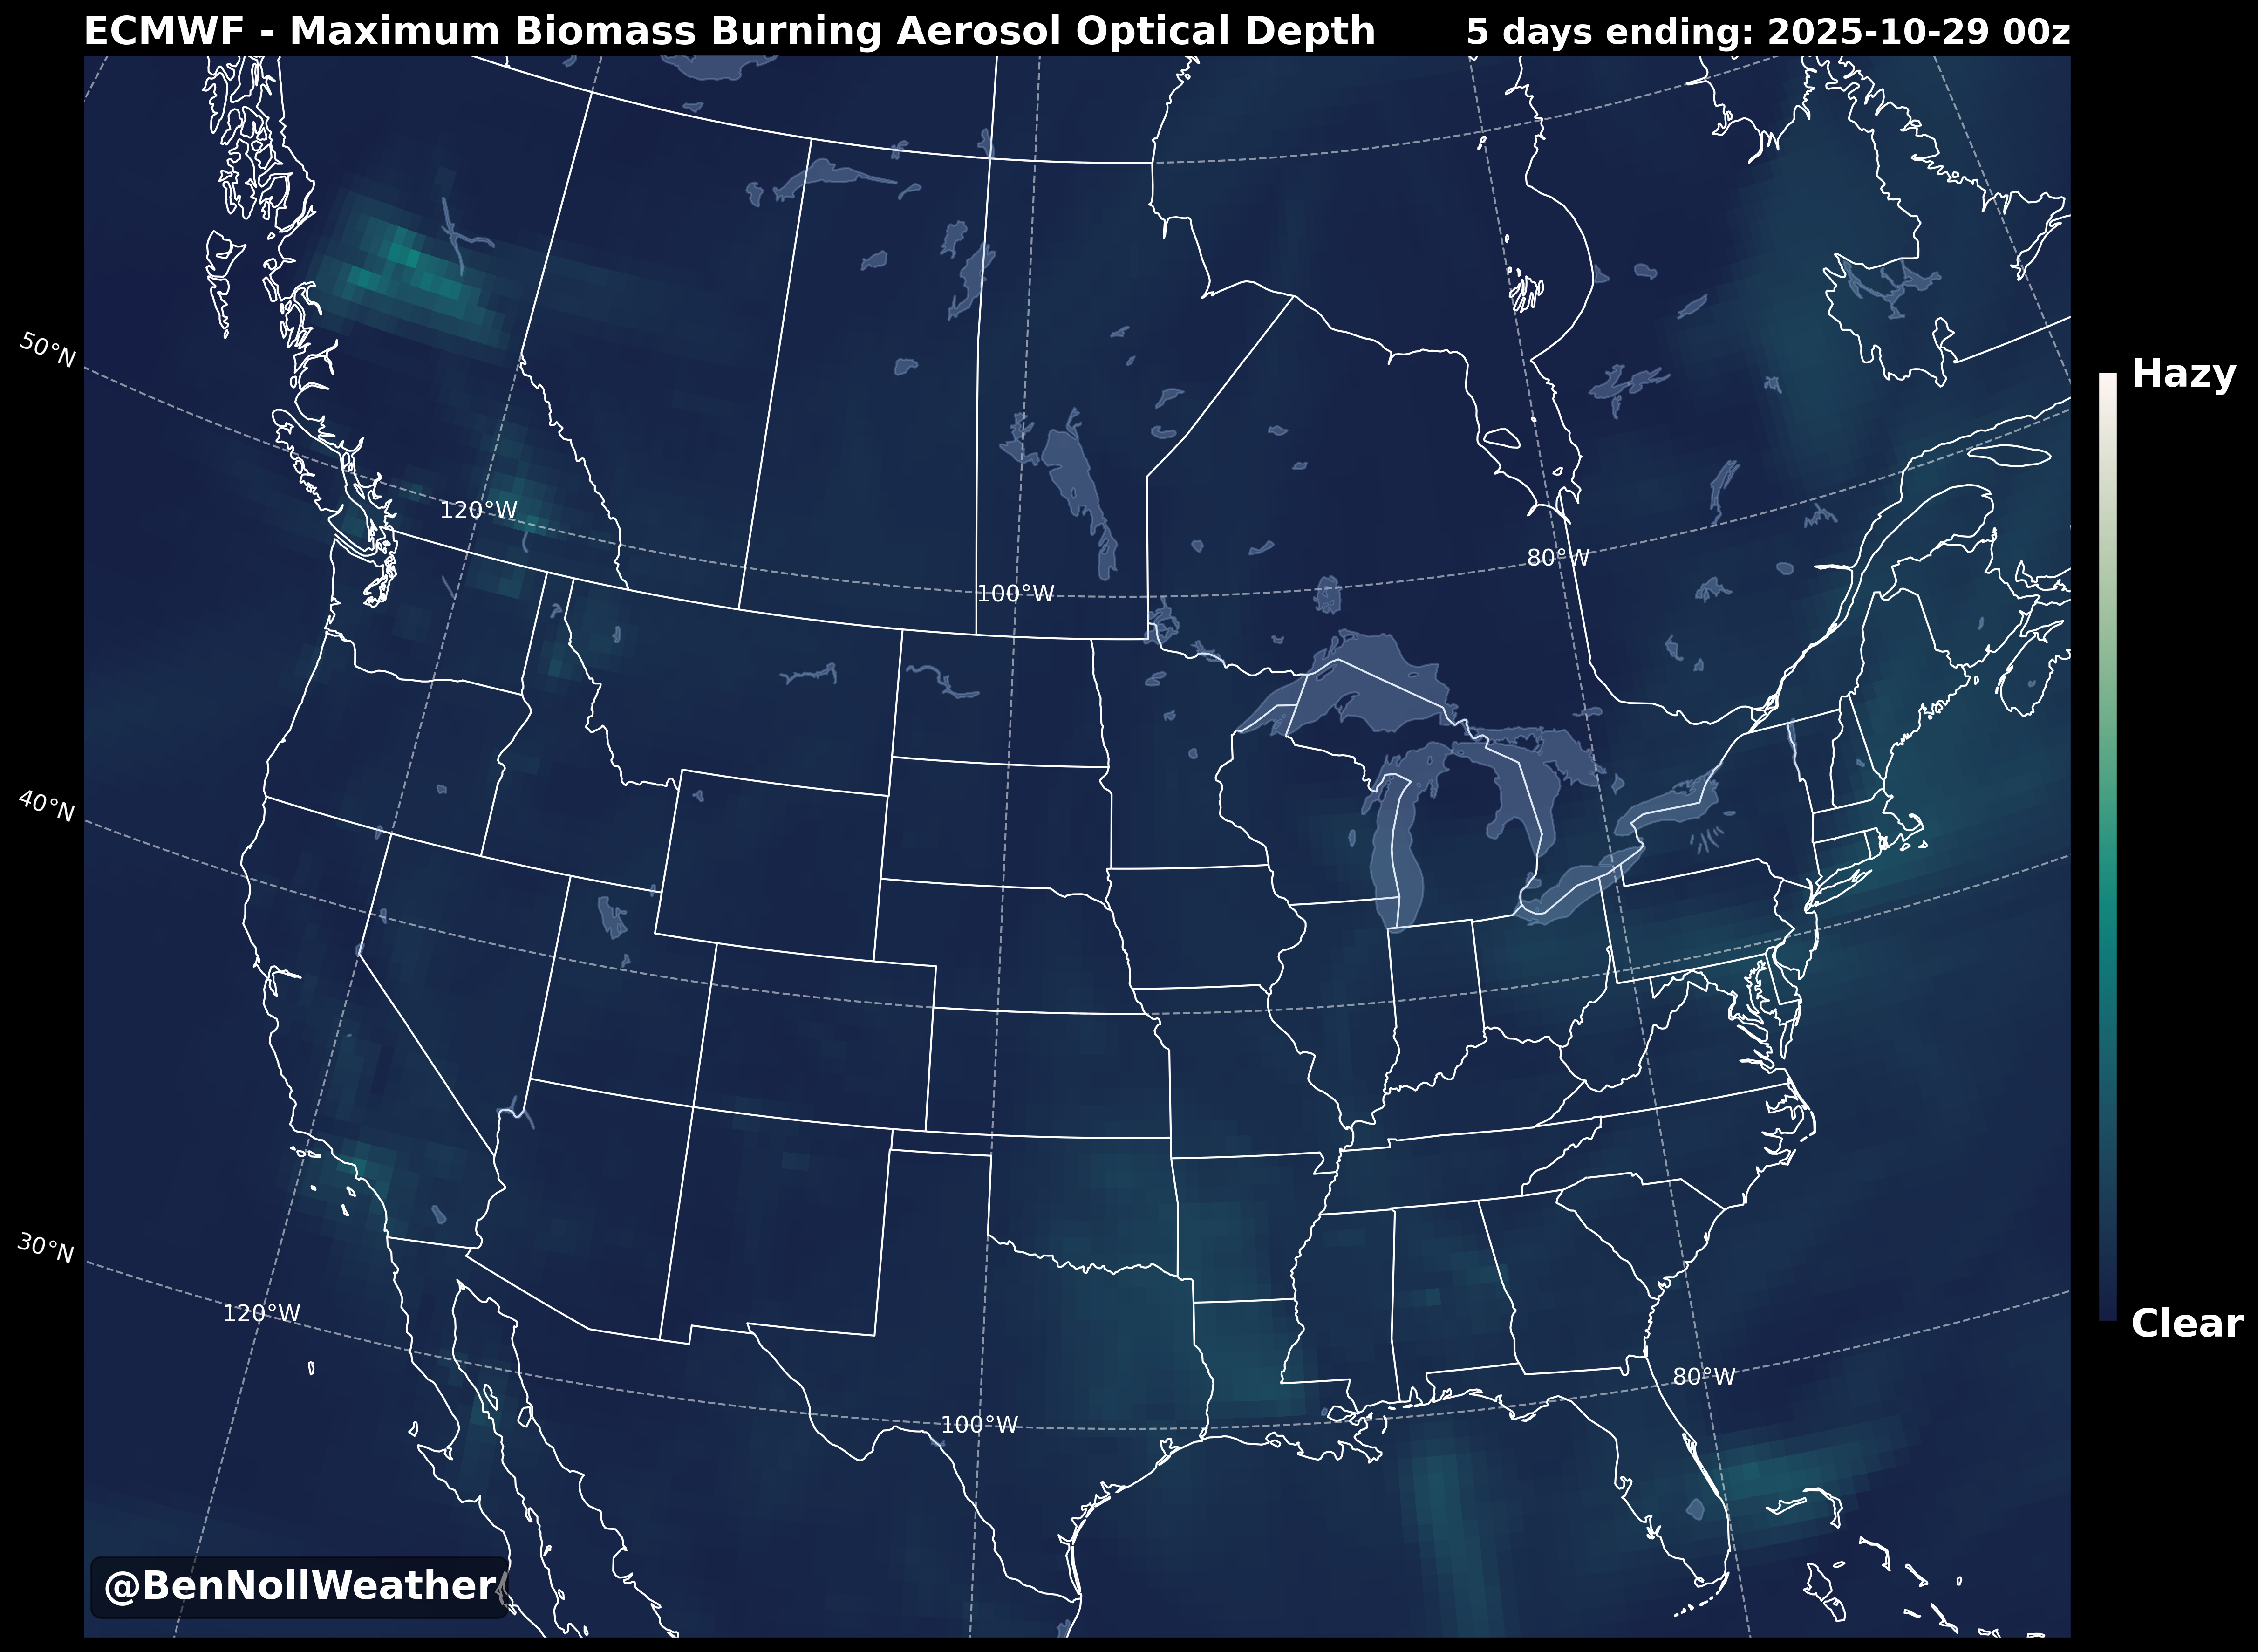 ECMWF - Maximum Biomass Burning Aerosol Optical Depth
5 days ending: 2025-10-29 00z
50°N
Hazy
120°W
80°W
100°W
40°N
30°N
120°W
Clear
80°W
100°W
@BenNollWeather